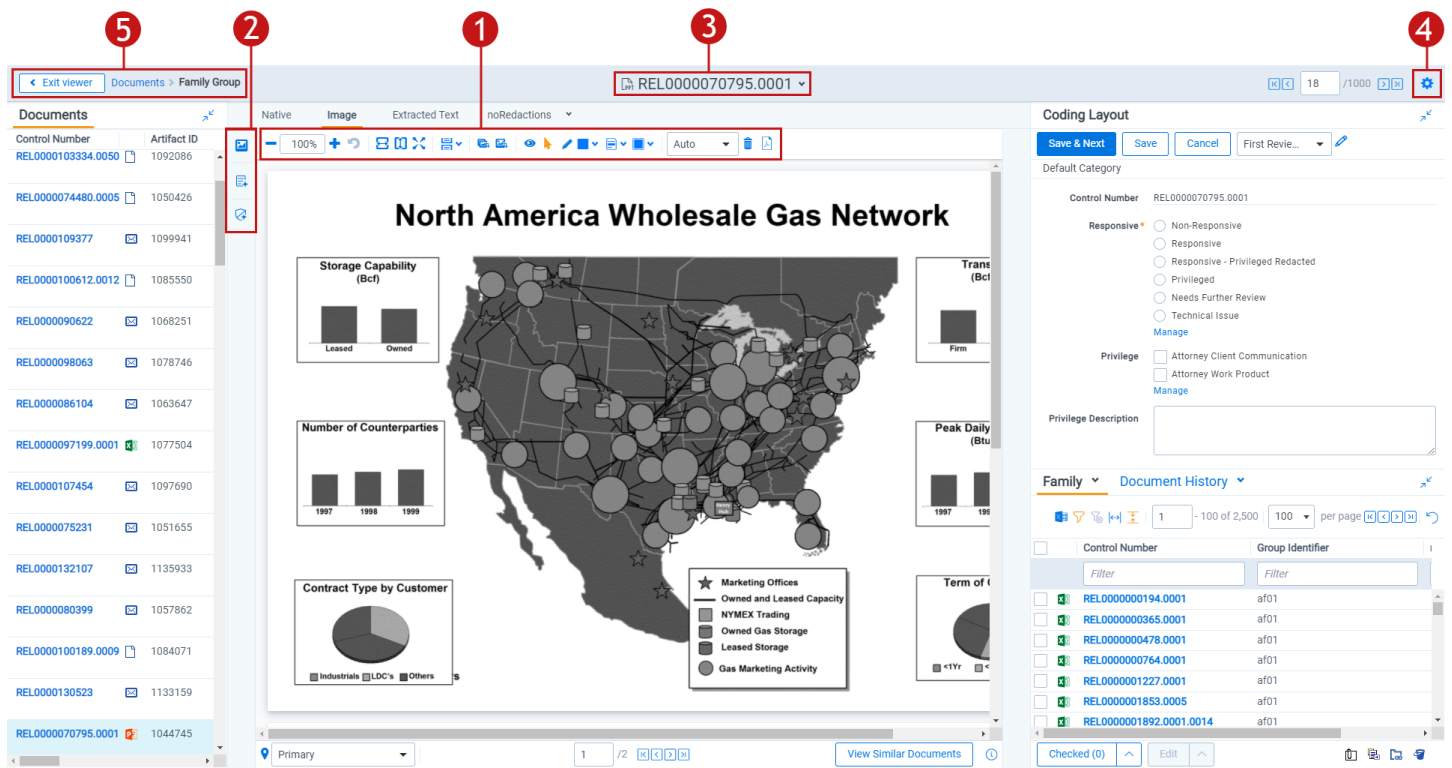 5
2
1
3
4
Exit viewer
Documents > Family Group
REL0000070795.0001
18 /1000
Documents
Control Number Artifact ID
REL0000103334.0050 1092086
REL0000074480.0005 1050426
REL0000109377 1099941
REL0000100612.0012 1085550
REL0000090622 1068251
REL0000098063 1078746
REL0000086104 1063647
REL0000097199.0001 1077504
REL0000107454 1097690
REL0000075231 1051655
REL0000132107 1135933
REL0000080399 1057862
REL0000100189.0009 1084071
REL0000130523 1133159
REL0000070795.0001 1044745
Native Image Extracted Text noRedactions
100% Auto
North America Wholesale Gas Network
Storage Capability
(Bcf)
Leased Owned
Trans
(Bcf
Firm
Number of Counterparties
1997 1998 1999
Peak Daily
(Btu
1997 199
Contract Type by Customer
Industrials LDC's Others
s
Henry
Hub
Marketing Offices
Owned and Leased Capacity
NYMEX Trading
Owned Gas Storage
Leased Storage
Gas Marketing Activity
Term of C
<1Yr <
Primary
1 /2
View Similar Documents
Coding Layout
Save & Next Save Cancel First Revie...
Default Category
Control Number REL0000070795.0001
Responsive * Non-Responsive
Responsive
Responsive - Privileged Redacted
Privileged
Needs Further Review
Technical Issue
Manage
Privilege Attorney Client Communication
Attorney Work Product
Manage
Privilege Description
Family Document History
1 - 100 of 2,500 100 per page
Control Number Group Identifier
Filter Filter
REL0000000194.0001 af01
REL0000000365.0001 af01
REL0000000478.0001 af01
REL0000000764.0001 af01
REL0000001227.0001 af01
REL0000001853.0005 af01
REL0000001892.0001.0014 af01
Checked (0) Edit